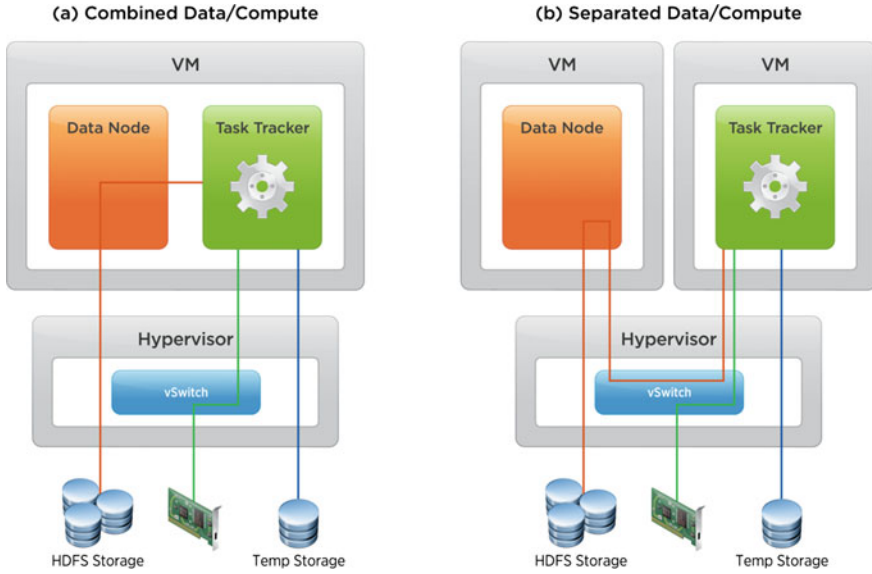 (a) Combined Data/Compute
VM
Data Node
Task Tracker
Hypervisor
vSwitch
HDFS Storage
Temp Storage
(b) Separated Data/Compute
VM
VM
Data Node
Task Tracker
Hypervisor
vSwitch
HDFS Storage
Temp Storage